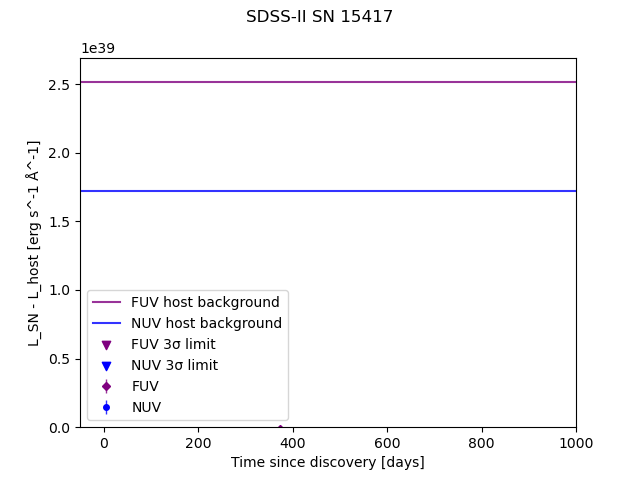 SDSS-II SN 15417
1e39
L_SN - L_host [erg s^-1 Å^-1]
2.5
2.0
1.5
1.0
0.5
0.0
FUV host background
NUV host background
FUV 3σ limit
NUV 3σ limit
FUV
NUV
0 200 400 600 800 1000
Time since discovery [days]